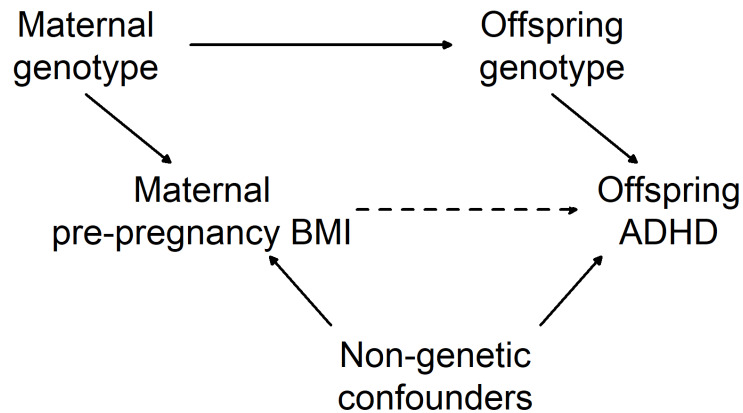 Maternal
genotype
Offspring
genotype
Maternal
pre-pregnancy BMI
Offspring
ADHD
Non-genetic
confounders